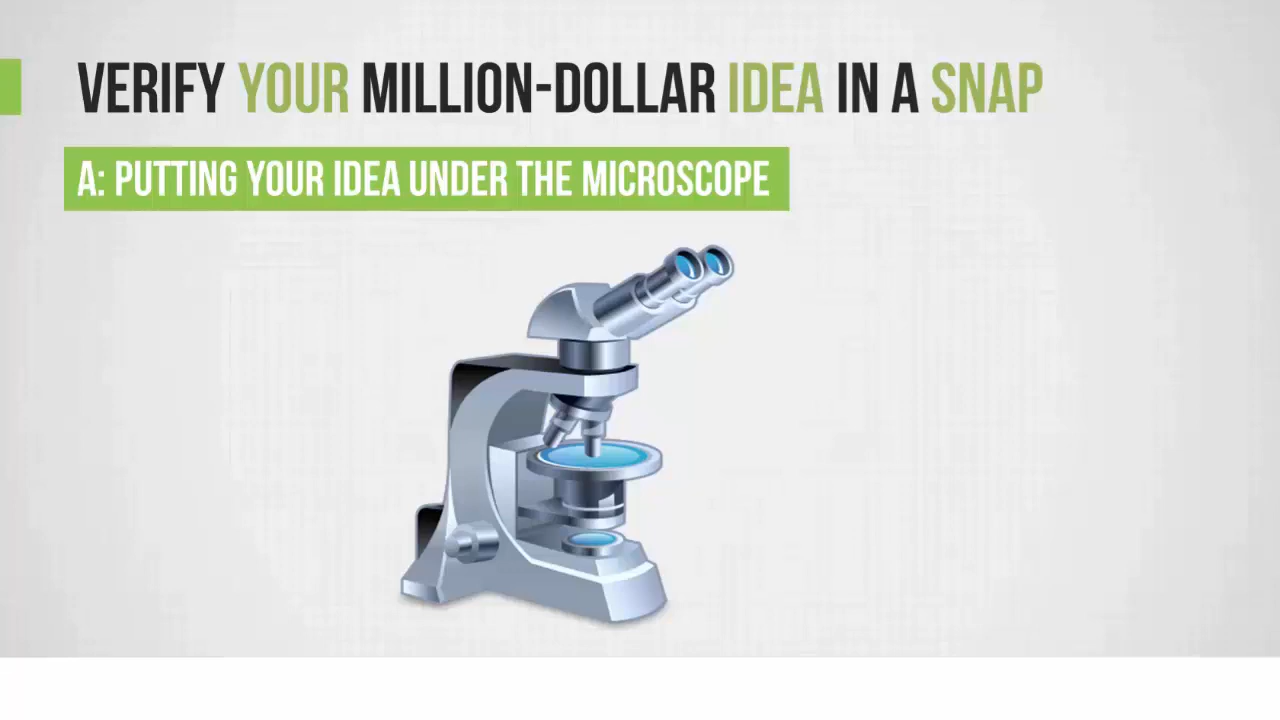 VERIFY YOUR MILLION-DOLLAR IDEA IN A SNAP
A: PUTTING YOUR IDEA UNDER THE MICROSCOPE